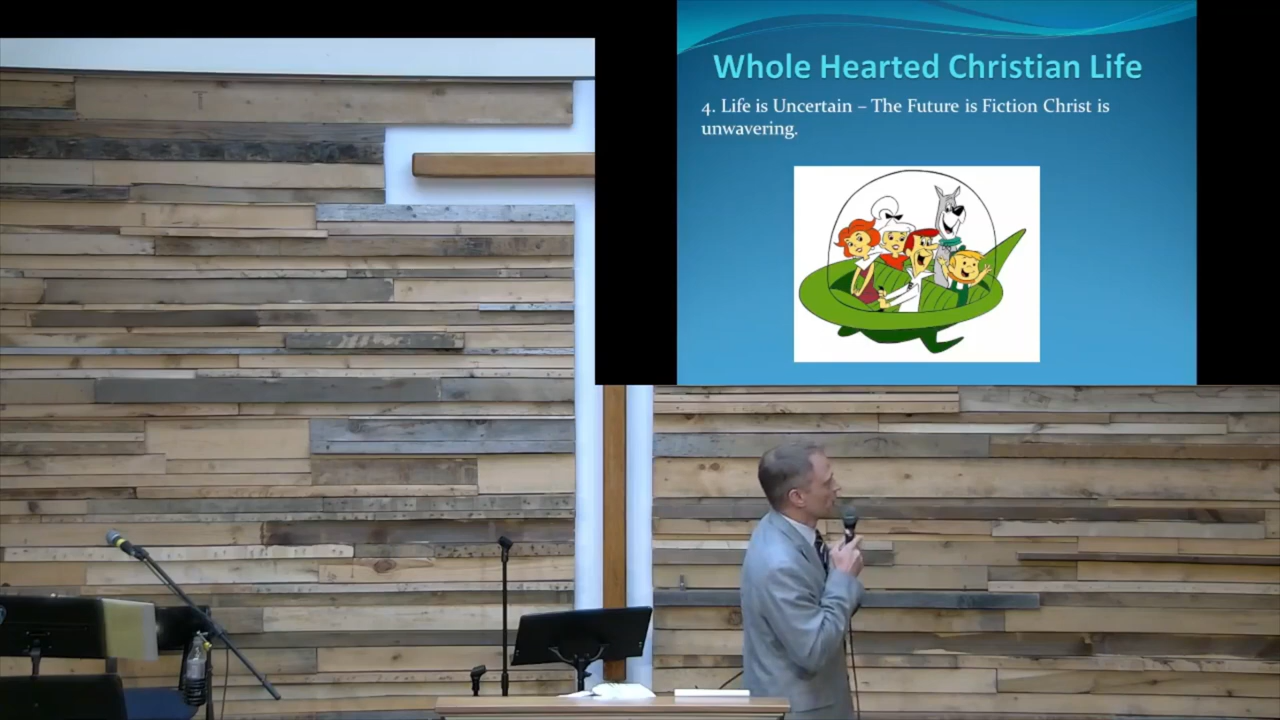 Whole Hearted Christian Life
4. Life is Uncertain – The Future is Fiction Christ is
unwavering.